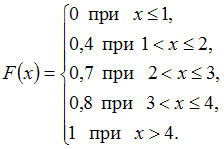 0 при x ≤ 1,
0,4 при 1 < x ≤ 2,
F(x) = { 0,7 при 2 < x ≤ 3,
0,8 при 3 < x ≤ 4,
1 при x > 4.